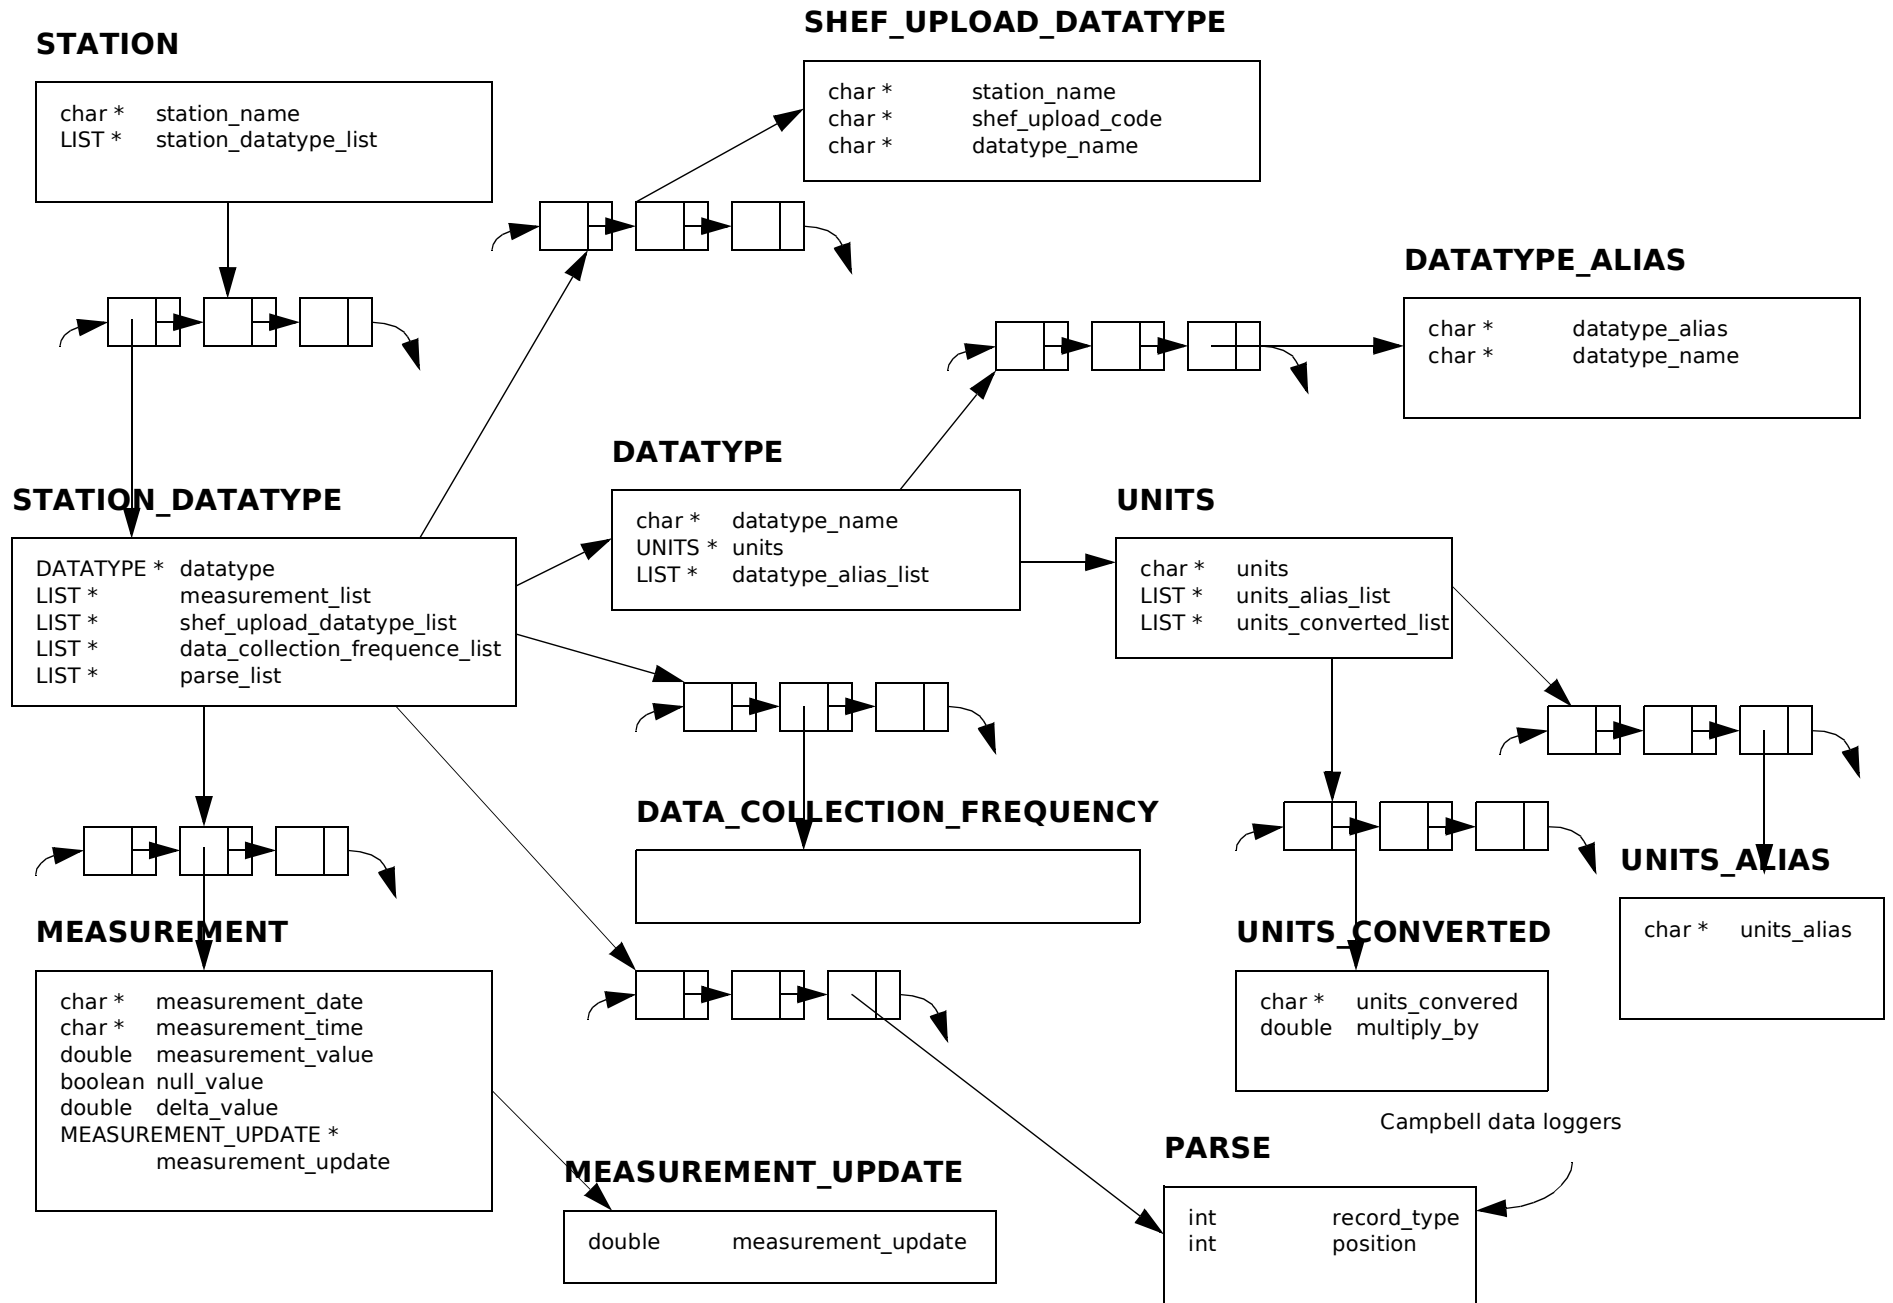 SHEF_UPLOAD_DATATYPE
STATION
char * station_name
LIST * station_datatype_list
char * station_name
char * shef_upload_code
char * datatype_name
DATATYPE_ALIAS
char * datatype_alias
char * datatype_name
DATATYPE
char * datatype_name
UNITS * units
LIST * datatype_alias_list
STATION_DATATYPE
DATATYPE * datatype
LIST * measurement_list
LIST * shef_upload_datatype_list
LIST * data_collection_frequence_list
LIST * parse_list
UNITS
char * units
LIST * units_alias_list
LIST * units_converted_list
DATA_COLLECTION_FREQUENCY
UNITS_ALIAS
char * units_alias
MEASUREMENT
char * measurement_date
char * measurement_time
double measurement_value
boolean null_value
double delta_value
MEASUREMENT_UPDATE *
measurement_update
UNITS_CONVERTED
char * units_convered
double multiply_by
Campbell data loggers
PARSE
int record_type
int position
MEASUREMENT_UPDATE
double measurement_update